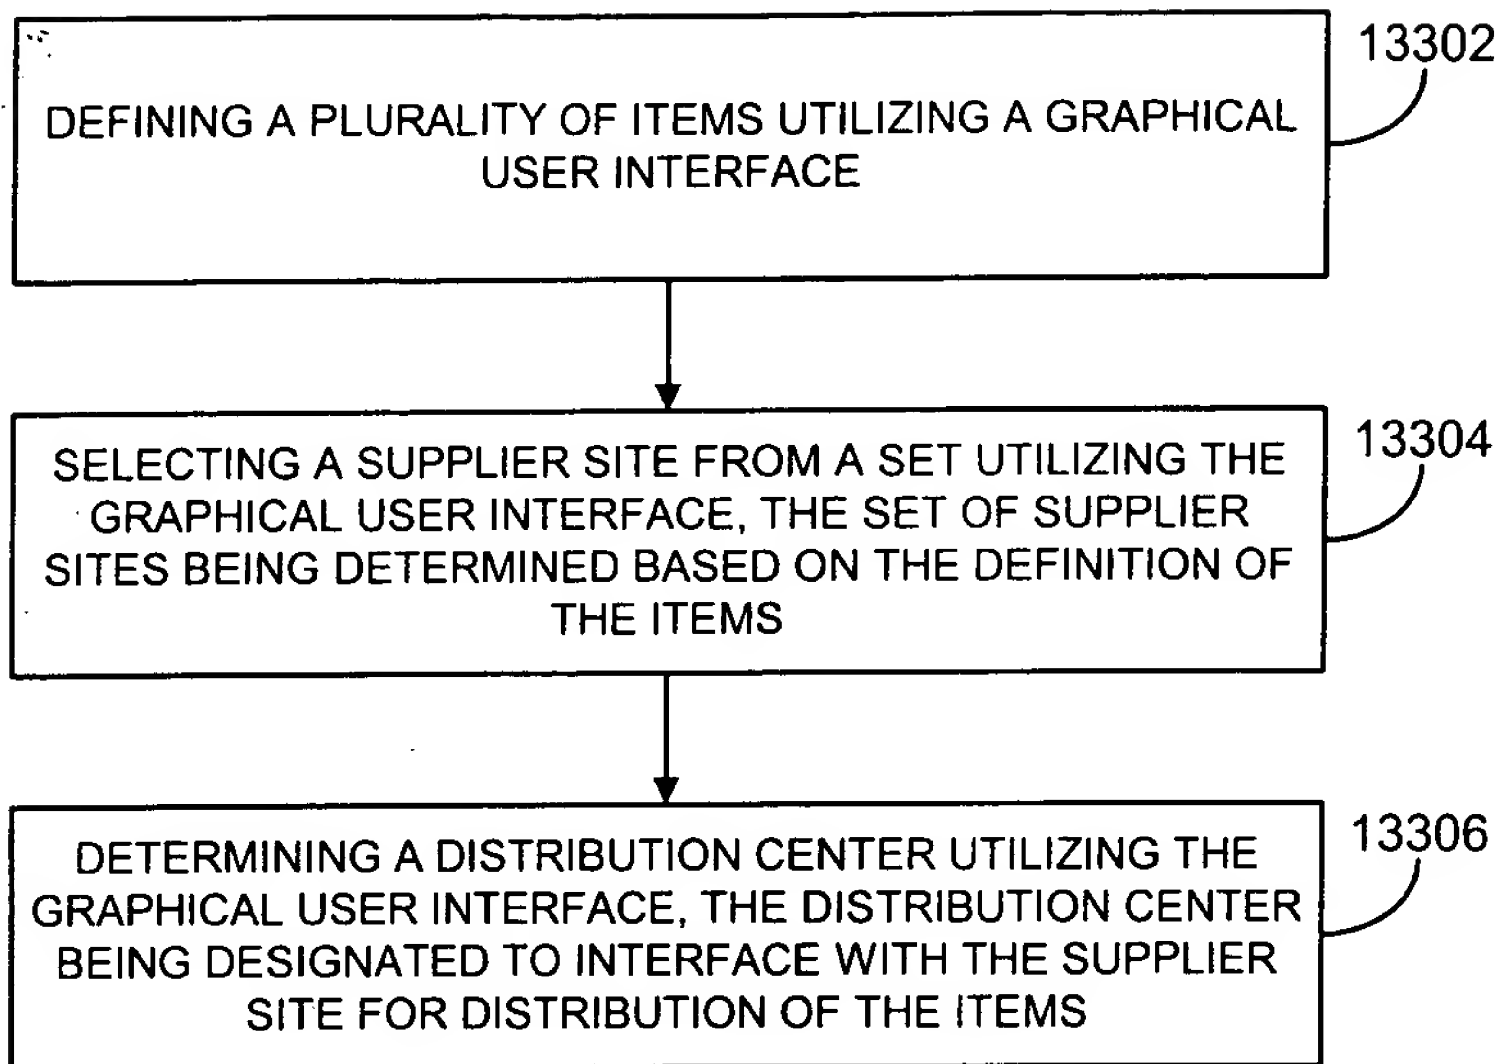 13302
DEFINING A PLURALITY OF ITEMS UTILIZING A GRAPHICAL
USER INTERFACE
13304
SELECTING A SUPPLIER SITE FROM A SET UTILIZING THE
GRAPHICAL USER INTERFACE, THE SET OF SUPPLIER
SITES BEING DETERMINED BASED ON THE DEFINITION OF
THE ITEMS
13306
DETERMINING A DISTRIBUTION CENTER UTILIZING THE
GRAPHICAL USER INTERFACE, THE DISTRIBUTION CENTER
BEING DESIGNATED TO INTERFACE WITH THE SUPPLIER
SITE FOR DISTRIBUTION OF THE ITEMS